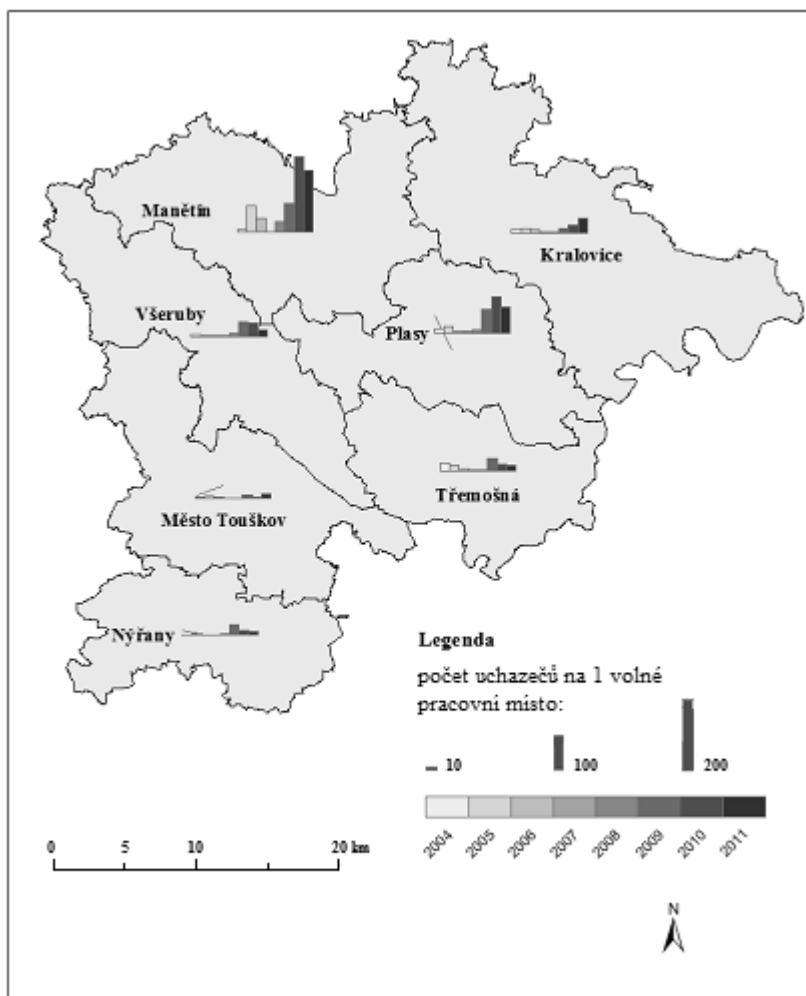 Manětín
Kralovice
Všeruby
Plasy
Třemošná
Město Touškov
Nýřany
Legenda
počet uchazečů na 1 volné
pracovní místo:
10 100 200
2004 2005 2006 2007 2008 2009 2010 2011
0 5 10 20 km
N